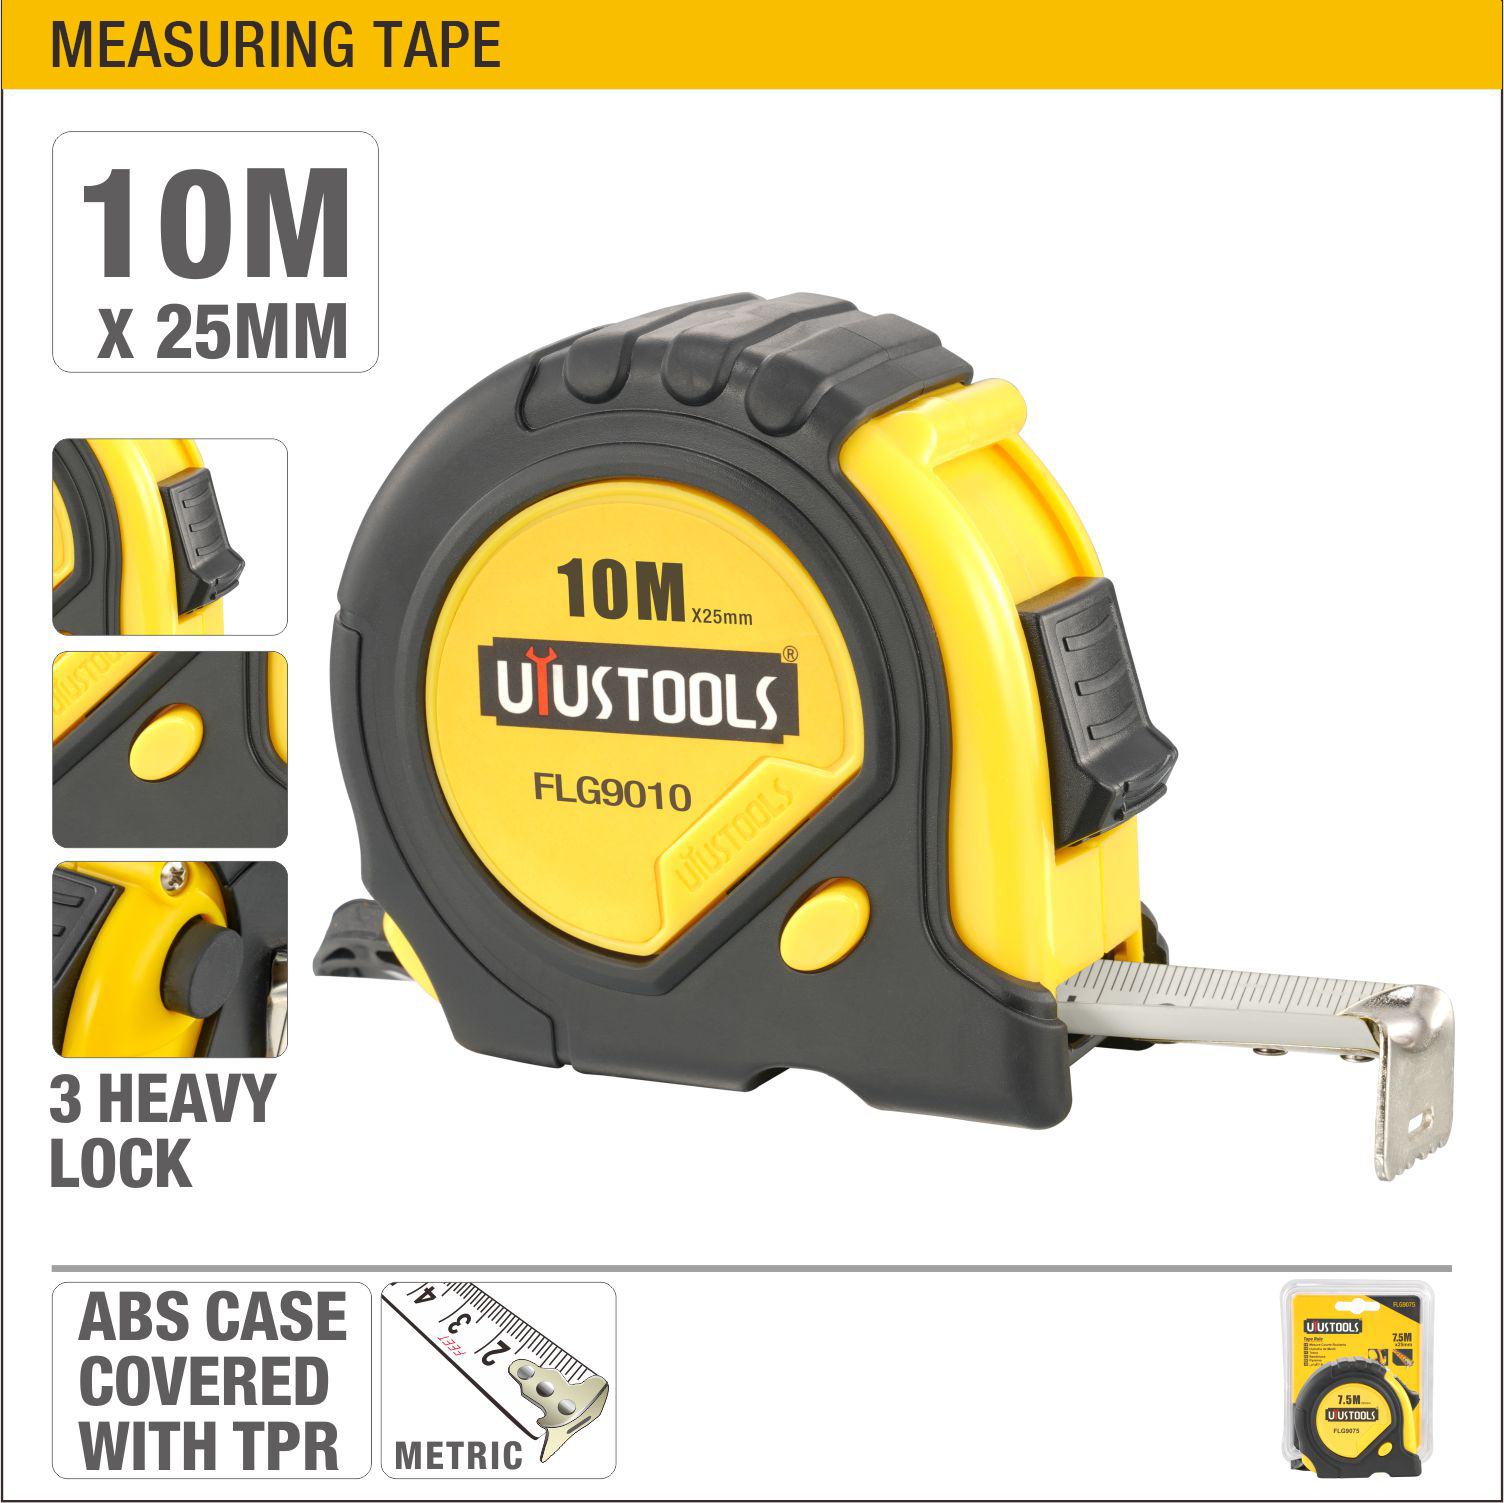 MEASURING TAPE
10M
x 25MM
10M X25mm
UYUSTOOLS ®
FLG9010
UYUSTOOLS
UYUSTOO
3 HEAVY
LOCK
ABS CASE
COVERED
WITH TPR
4 3 2
FEET
METRIC
FLG9075
UYUSTOOLS
Tape Rule
7.5M
x25mm
7.5M
UYUSTOOLS
FLG9075